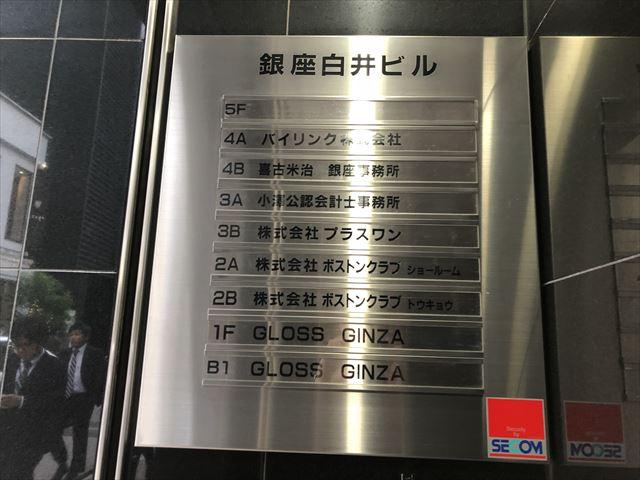 銀座白井ビル
5F
4A バイリンク株式会社
4B 喜古米治 銀座事務所
3A 小澤公認会計士事務所
3B 株式会社 プラスワン
2A 株式会社 ボストンクラブ ショールーム
2B 株式会社 ボストンクラブ トウキョウ
1F GLOSS GINZA
B1 GLOSS GINZA
Security by
SECOM